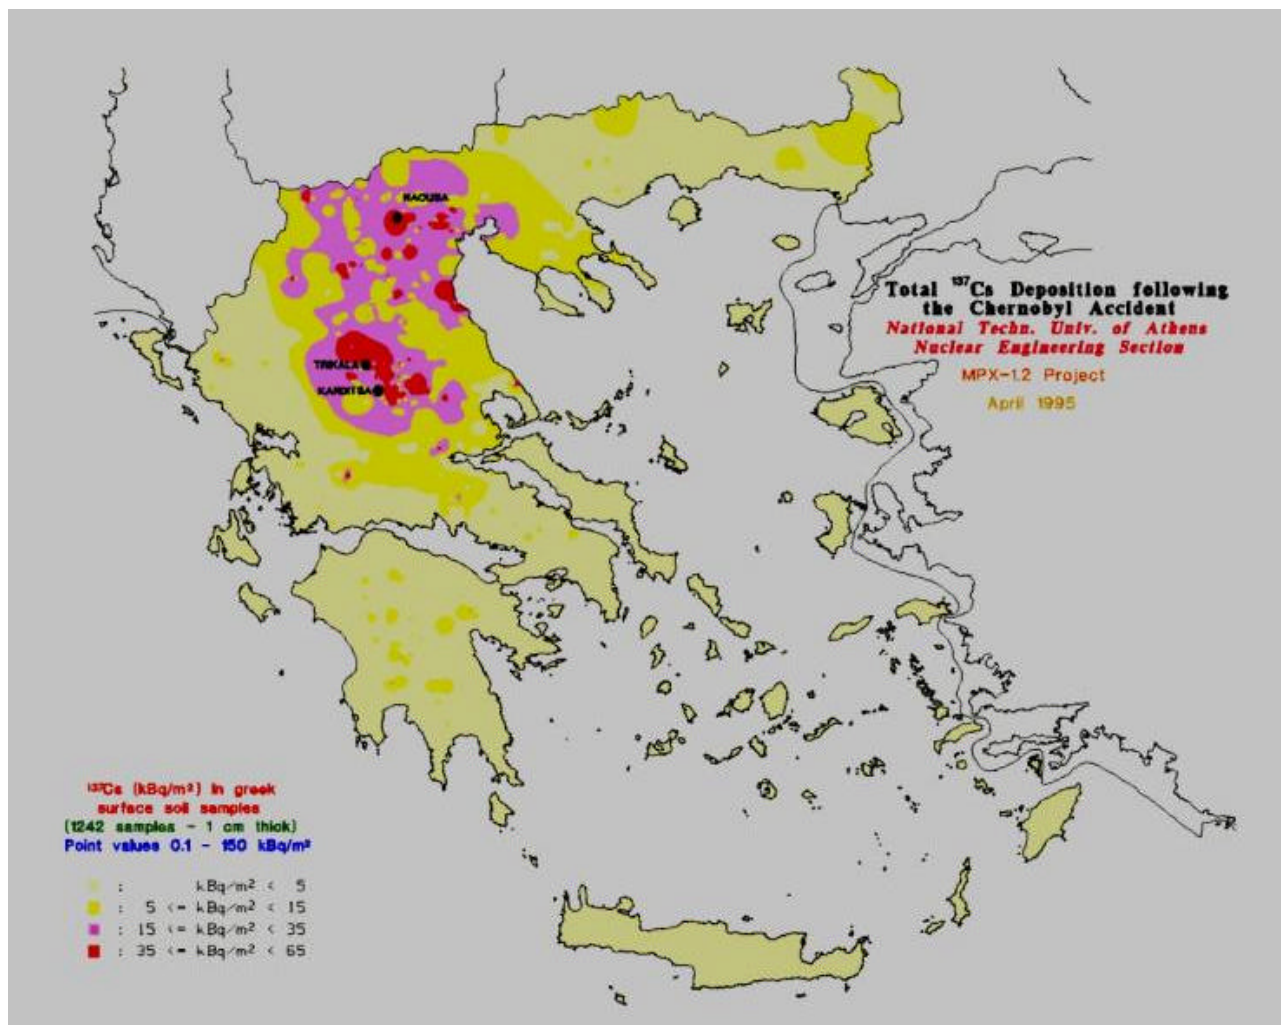 NAOUSA
Total ¹³⁷Cs Deposition following
the Chernobyl Accident
National Techn. Univ. of Athens
Nuclear Engineering Section
MPX-1.2 Project
April 1995
TRIKALA
KARDITSA
¹³⁷Cs (kBq/m²) in greek
surface soil samples
(1242 samples - 1 cm thick)
Point values 0.1 - 150 kBq/m²
: kBq/m² < 5
: 5 <= kBq/m² < 15
: 15 <= kBq/m² < 35
: 35 <= kBq/m² < 65